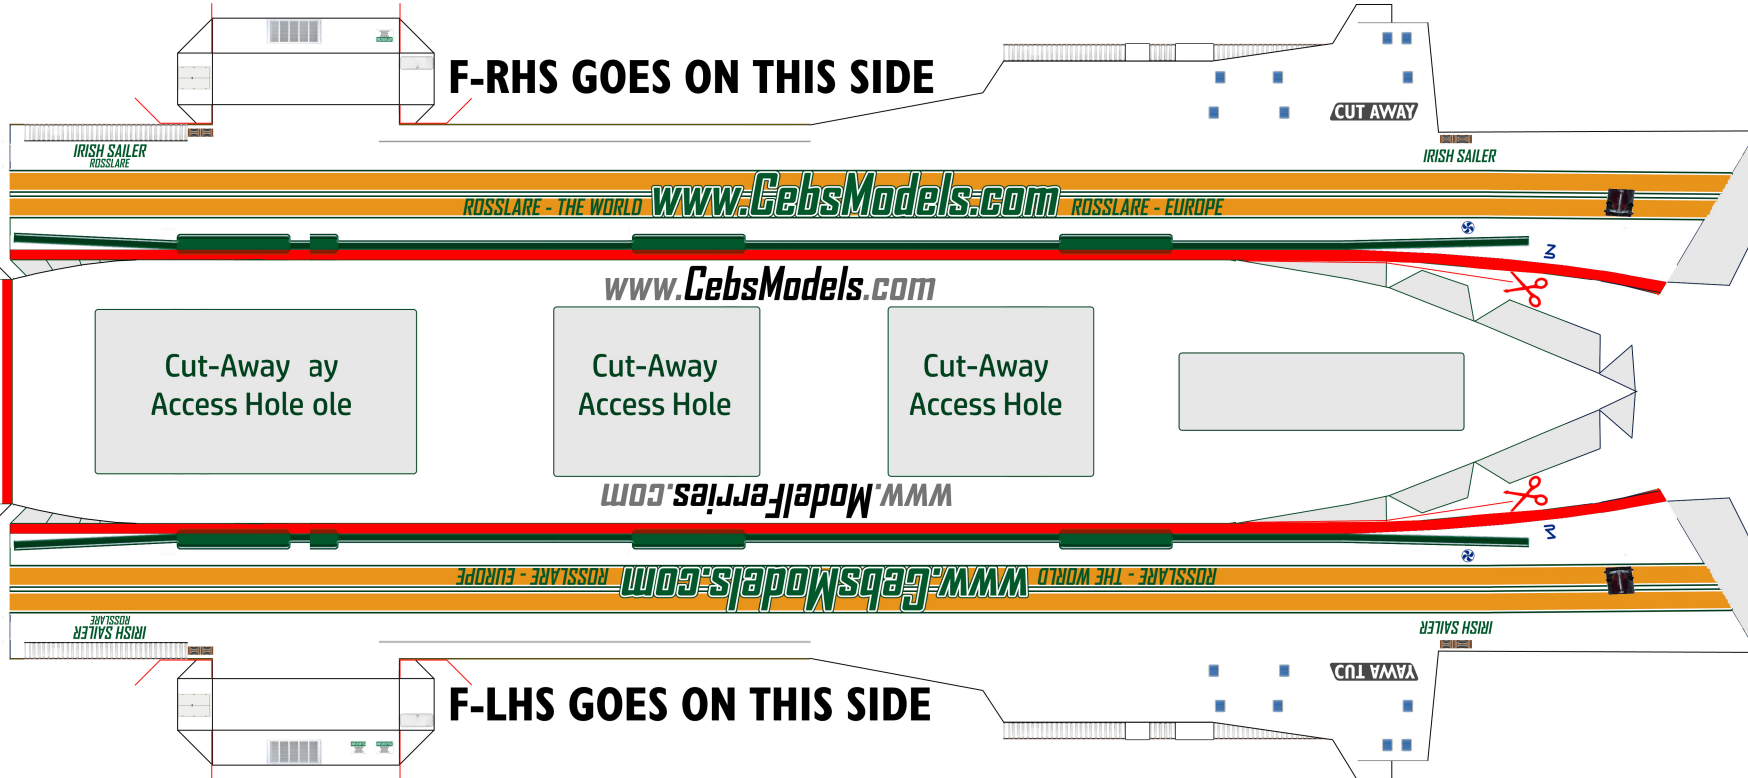 F-RHS GOES ON THIS SIDE
CUT AWAY
IRISH SAILER
ROSSLARE
IRISH SAILER
ROSSLARE - THE WORLD www.CebsModels.com ROSSLARE - EUROPE
www.CebsModels.com
Cut-Away ay
Access Hole ole
Cut-Away
Access Hole
Cut-Away
Access Hole
www.ModelFerries.com
ROSSLARE - THE WORLD www.CebsModels.com ROSSLARE - EUROPE
IRISH SAILER
ROSSLARE
IRISH SAILER
CUT AWAY
F-LHS GOES ON THIS SIDE